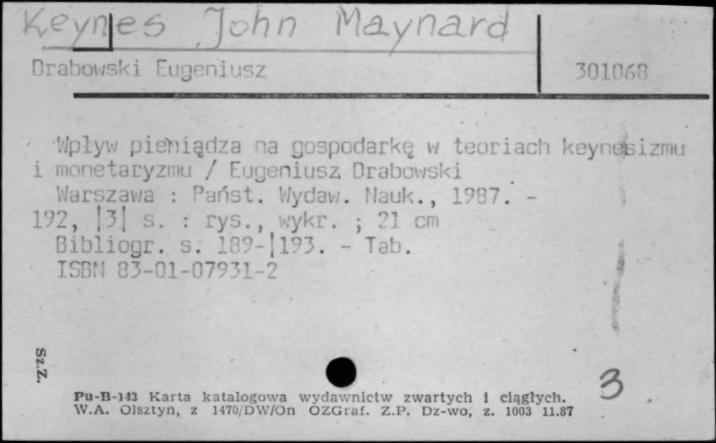 Keynes John Maynard
Drabowski Eugeniusz 301068
Wpływ pieniądza na gospodarkę w teoriach keynesizmu
i monetaryzmu / Eugeniusz Drabowski.
Warszawa : Państ. Wydaw. Nauk., 1987. -
192, |3| s. : rys., wykr. ; 21 cm
Bibliogr. s. 189-|193. - Tab.
ISBN 83-01-07931-2
Sz.Z.
3
Pu-B-143 Karta katalogowa wydawnictw zwartych i ciągłych.
W.A. Olsztyn, z 1470/DW/On OZGraf. Z.P. Dz-wo, z. 1003 11.87